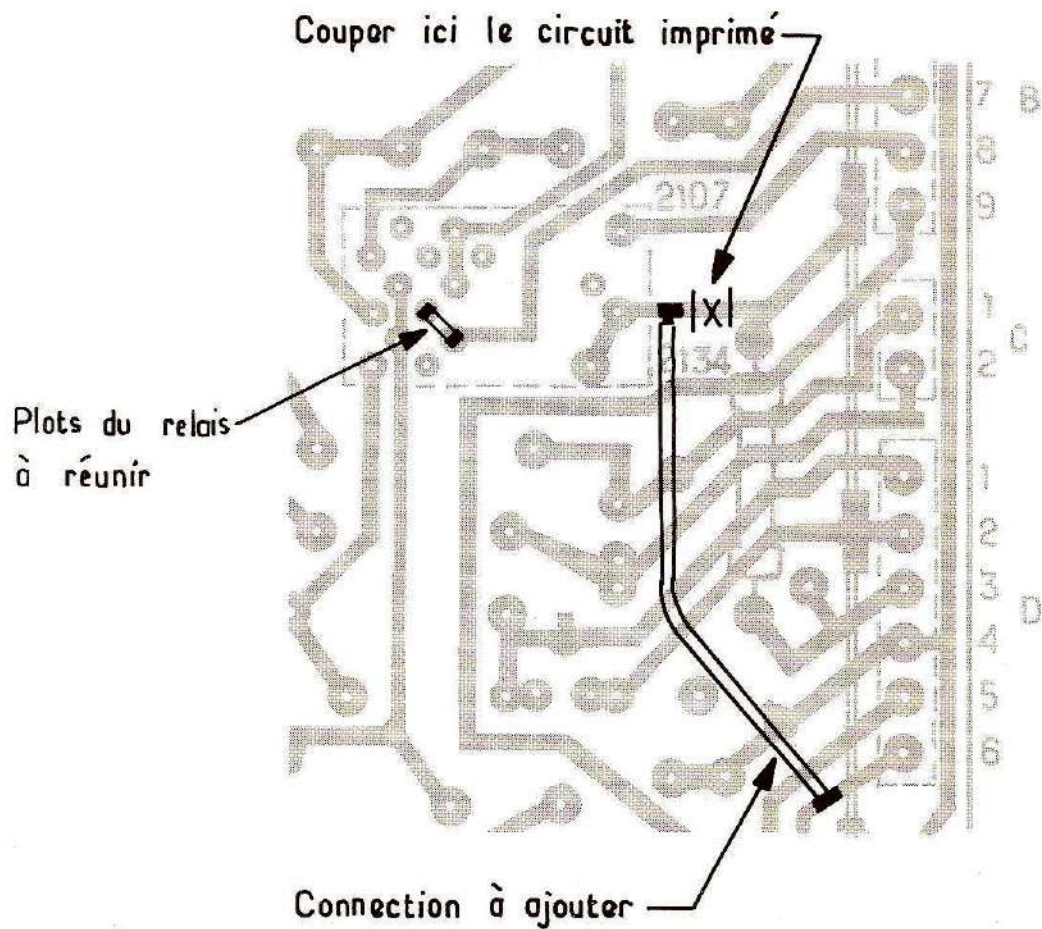 Couper ici le circuit imprimé
7 B
8
2107
9
1
C
2134
2
Plots du relais
à réunir
1
2
3
D
4
5
6
Connection à ajouter